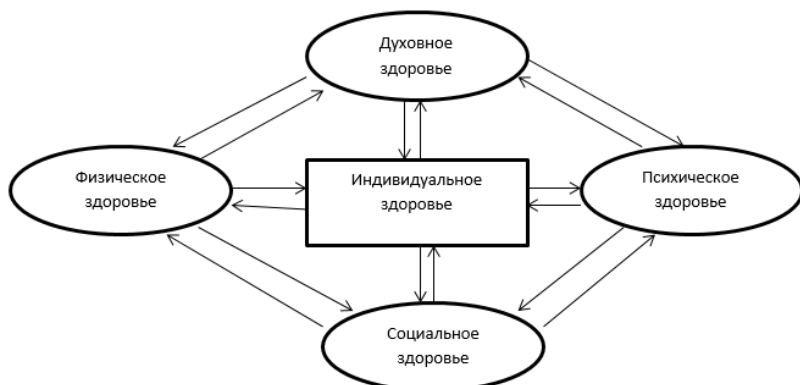 Духовное
здоровье
Физическое
здоровье
Индивидуальное
здоровье
Психическое
здоровье
Социальное
здоровье